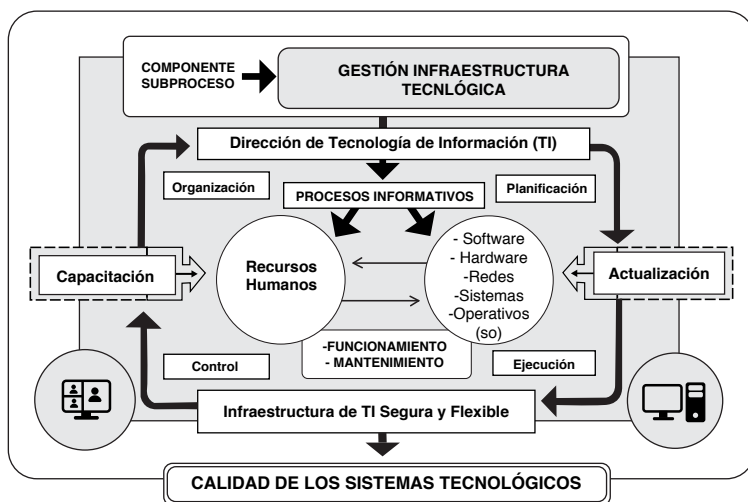 COMPONENTE
SUBPROCESO
GESTIÓN INFRAESTRUCTURA
TECNLÓGICA
Dirección de Tecnología de Información (TI)
Organización
PROCESOS INFORMATIVOS
Planificación
Capacitación
Recursos
Humanos
- Software
- Hardware
-Redes
-Sistemas
-Operativos
(so)
Actualización
-FUNCIONAMIENTO
- MANTENIMIENTO
Control
Ejecución
Infraestructura de TI Segura y Flexible
CALIDAD DE LOS SISTEMAS TECNOLÓGICOS